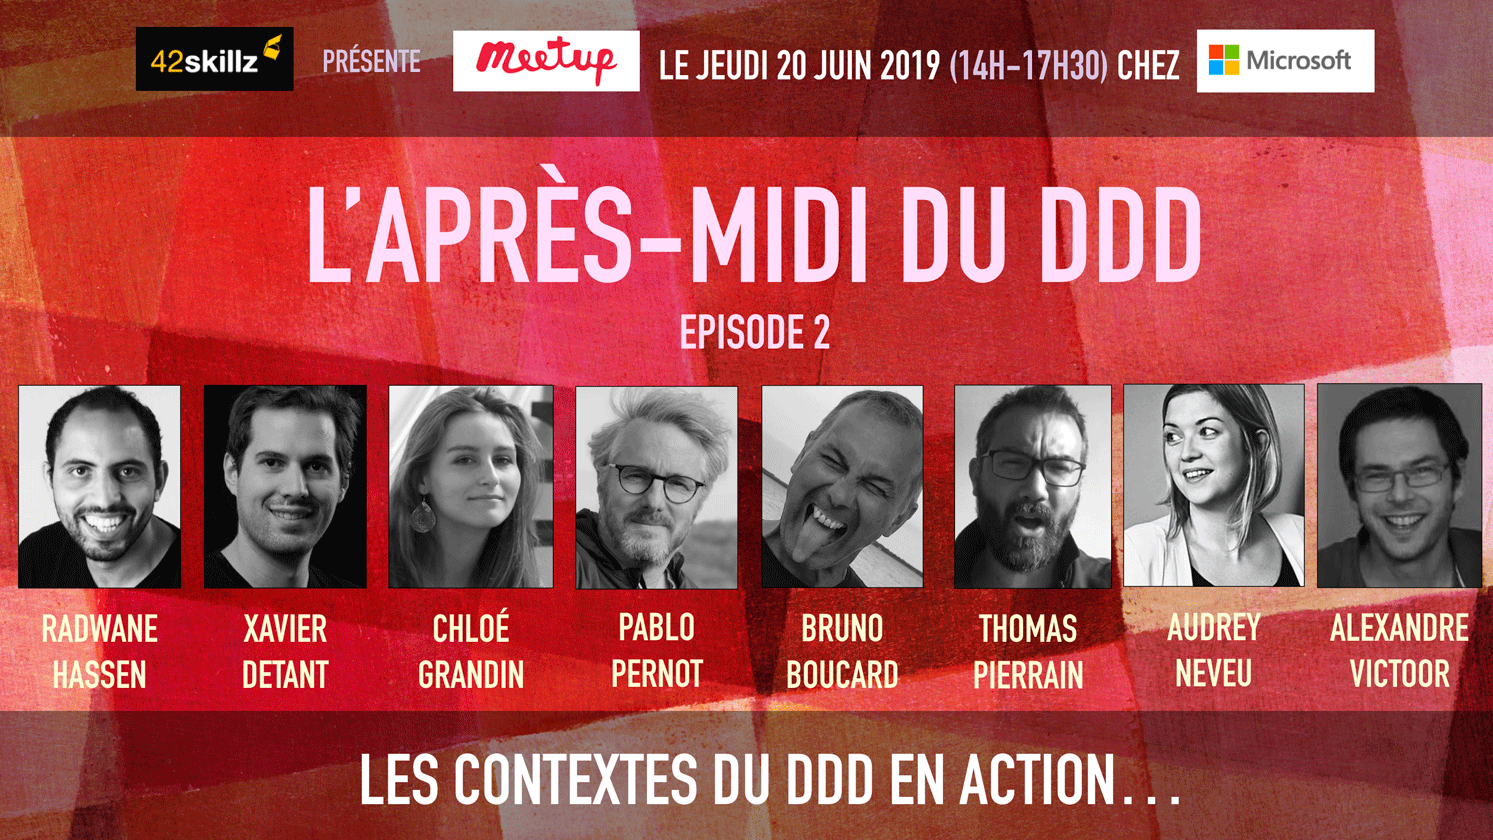 42skillz PRÉSENTE meetup LE JEUDI 20 JUIN 2019 (14H-17H30) CHEZ Microsoft
L'APRÈS-MIDI DU DDD
EPISODE 2
RADWANE HASSEN
XAVIER DETANT
CHLOÉ GRANDIN
PABLO PERNOT
BRUNO BOUCARD
THOMAS PIERRAIN
AUDREY NEVEU
ALEXANDRE VICTOOR
LES CONTEXTES DU DDD EN ACTION...